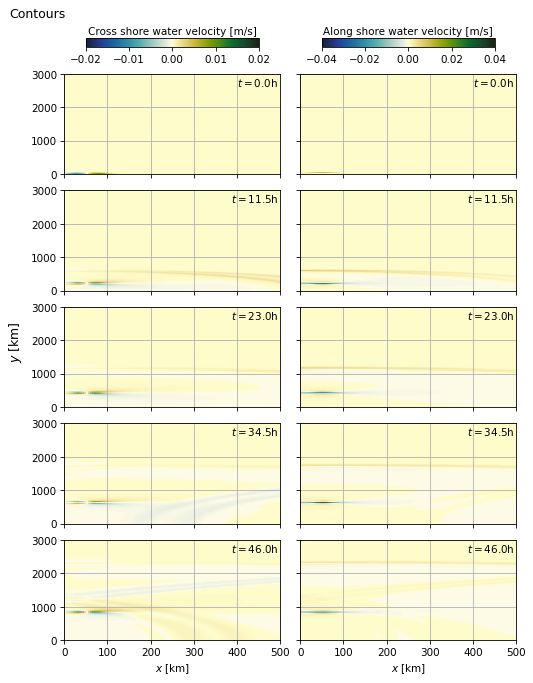 Contours
Cross shore water velocity [m/s] Along shore water velocity [m/s]
−0.02 −0.01 0.00 0.01 0.02 −0.04 −0.02 0.00 0.02 0.04
3000 t = 0.0h t = 0.0h
2000
1000
0
3000 t = 11.5h t = 11.5h
2000
1000
0
3000 t = 23.0h t = 23.0h
2000
1000
0
y [km]
3000 t = 34.5h t = 34.5h
2000
1000
0
3000 t = 46.0h t = 46.0h
2000
1000
0
0 100 200 300 400 500 0 100 200 300 400 500
x [km] x [km]